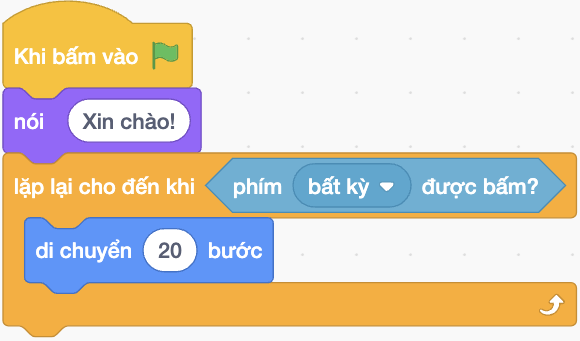 Khi bấm vào
nói Xin chào!
lặp lại cho đến khi phím bất kỳ được bấm?
di chuyển 20 bước